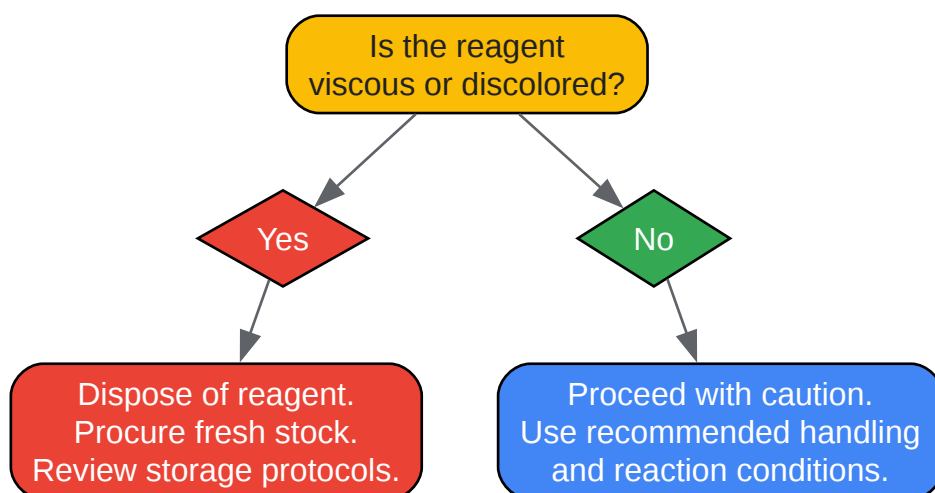 Is the reagent
viscous or discolored?
Yes
No
Dispose of reagent.
Procure fresh stock.
Review storage protocols.
Proceed with caution.
Use recommended handling
and reaction conditions.